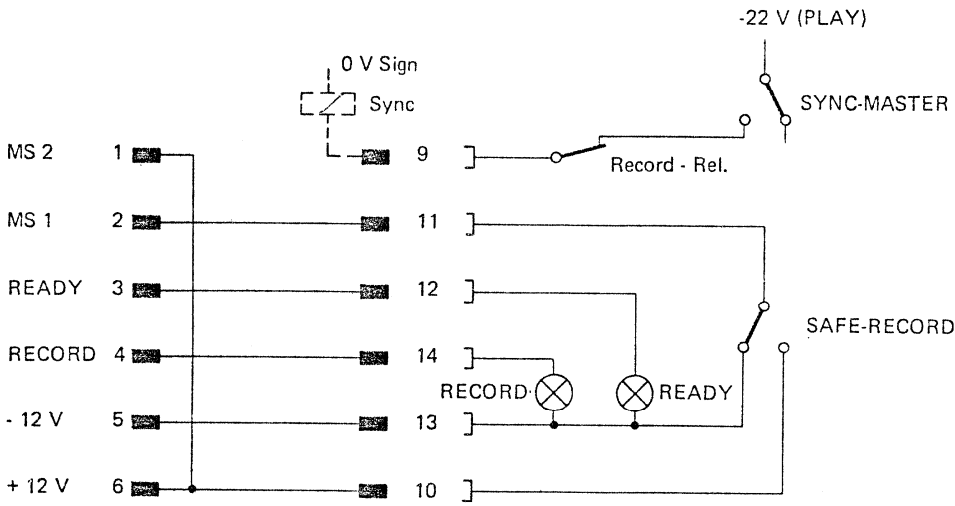 -22 V (PLAY)
0 V Sign
Sync
SYNC-MASTER
MS 2 1 9
Record - Rel.
MS 1 2 11
READY 3 12
SAFE-RECORD
RECORD 4 14
RECORD READY
- 12 V 5 13
+ 12 V 6 10